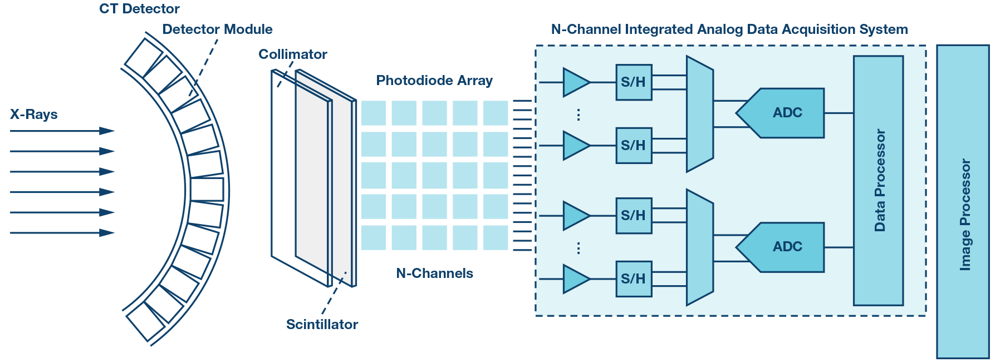 CT Detector
Detector Module
X-Rays
Collimator
Scintillator
Photodiode Array
N-Channels
N-Channel Integrated Analog Data Acquisition System
S/H
S/H
S/H
S/H
ADC
ADC
Data Processor
Image Processor